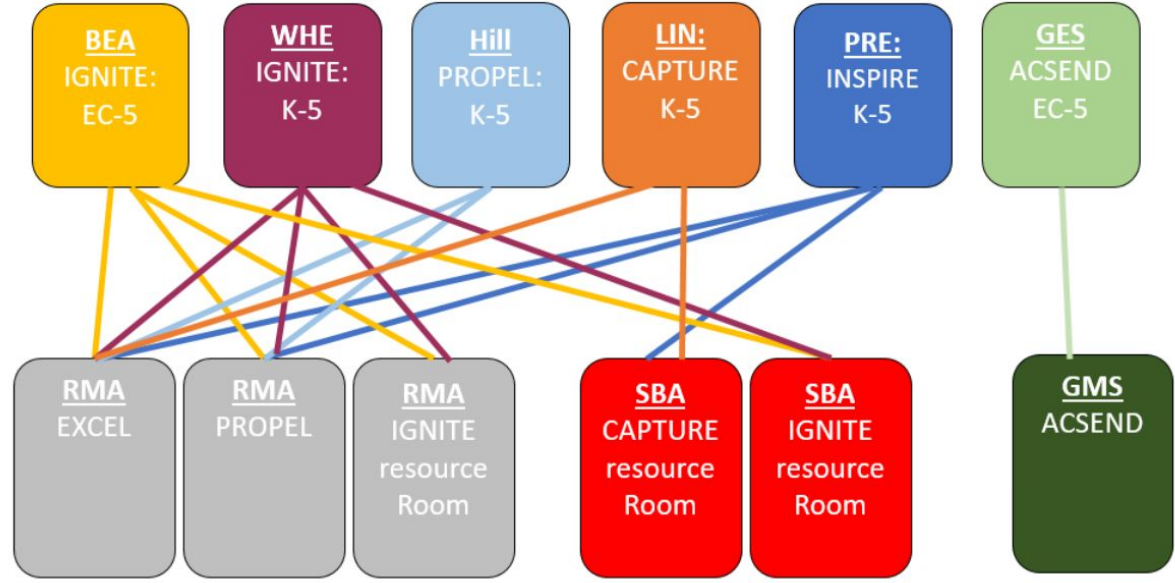 BEA
IGNITE:
EC-5
WHE
IGNITE:
K-5
Hill
PROPEL:
K-5
LIN:
CAPTURE
K-5
PRE:
INSPIRE
K-5
GES
ACSEND
EC-5
RMA
EXCEL
RMA
PROPEL
RMA
IGNITE
resource
Room
SBA
CAPTURE
resource
Room
SBA
IGNITE
resource
Room
GMS
ACSEND